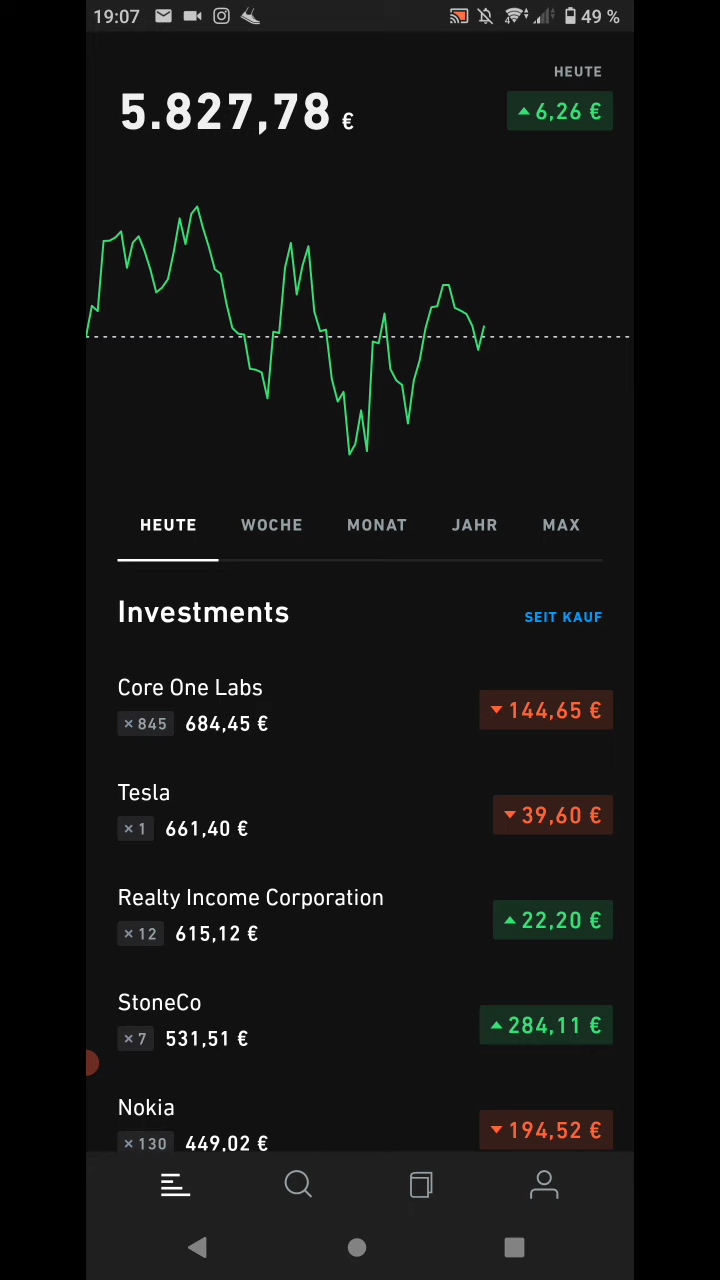 19:07
49 %
HEUTE
5.827,78 €
6,26 €
HEUTE WOCHE MONAT JAHR MAX
Investments
SEIT KAUF
Core One Labs
× 845 684,45 €
144,65 €
Tesla
× 1 661,40 €
39,60 €
Realty Income Corporation
× 12 615,12 €
22,20 €
StoneCo
× 7 531,51 €
284,11 €
Nokia
× 130 449,02 €
194,52 €